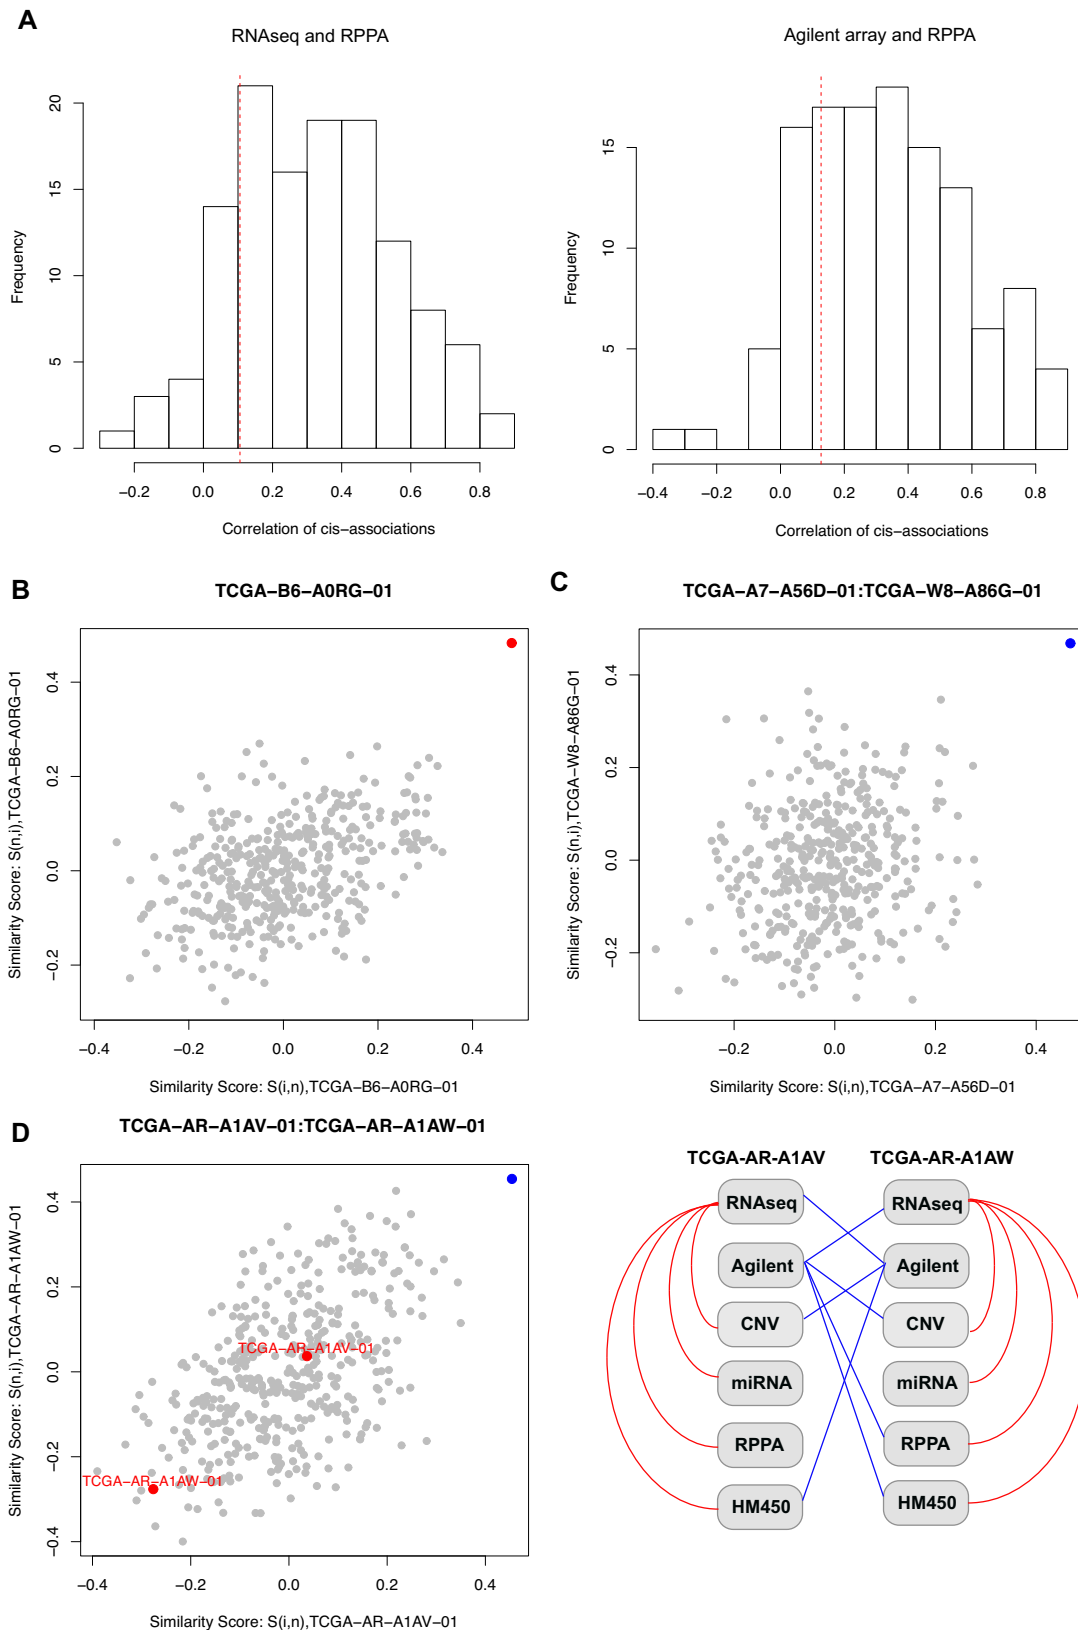 A
RNAseq and RPPA
Agilent array and RPPA
Frequency
0
5
10
15
20
−0.2
0.0
0.2
0.4
0.6
0.8
Correlation of cis−associations
Frequency
0
5
10
15
−0.4
−0.2
0.0
0.2
0.4
0.6
0.8
Correlation of cis−associations
B
TCGA−B6−A0RG−01
Similarity Score: S(n,i),TCGA−B6−A0RG−01
−0.2
0.0
0.2
0.4
−0.4
−0.2
0.0
0.2
0.4
Similarity Score: S(i,n),TCGA−B6−A0RG−01
C
TCGA−A7−A56D−01:TCGA−W8−A86G−01
Similarity Score: S(n,i),TCGA−W8−A86G−01
−0.2
0.0
0.2
0.4
−0.2
0.0
0.2
0.4
Similarity Score: S(i,n),TCGA−A7−A56D−01
D
TCGA−AR−A1AV−01:TCGA−AR−A1AW−01
Similarity Score: S(n,i),TCGA−AR−A1AW−01
−0.4
−0.2
0.0
0.2
0.4
TCGA−AR−A1AV−01
TCGA−AR−A1AW−01
−0.4
−0.2
0.0
0.2
0.4
Similarity Score: S(i,n),TCGA−AR−A1AV−01
TCGA-AR-A1AV
TCGA-AR-A1AW
RNAseq
RNAseq
Agilent
Agilent
CNV
CNV
miRNA
miRNA
RPPA
RPPA
HM450
HM450